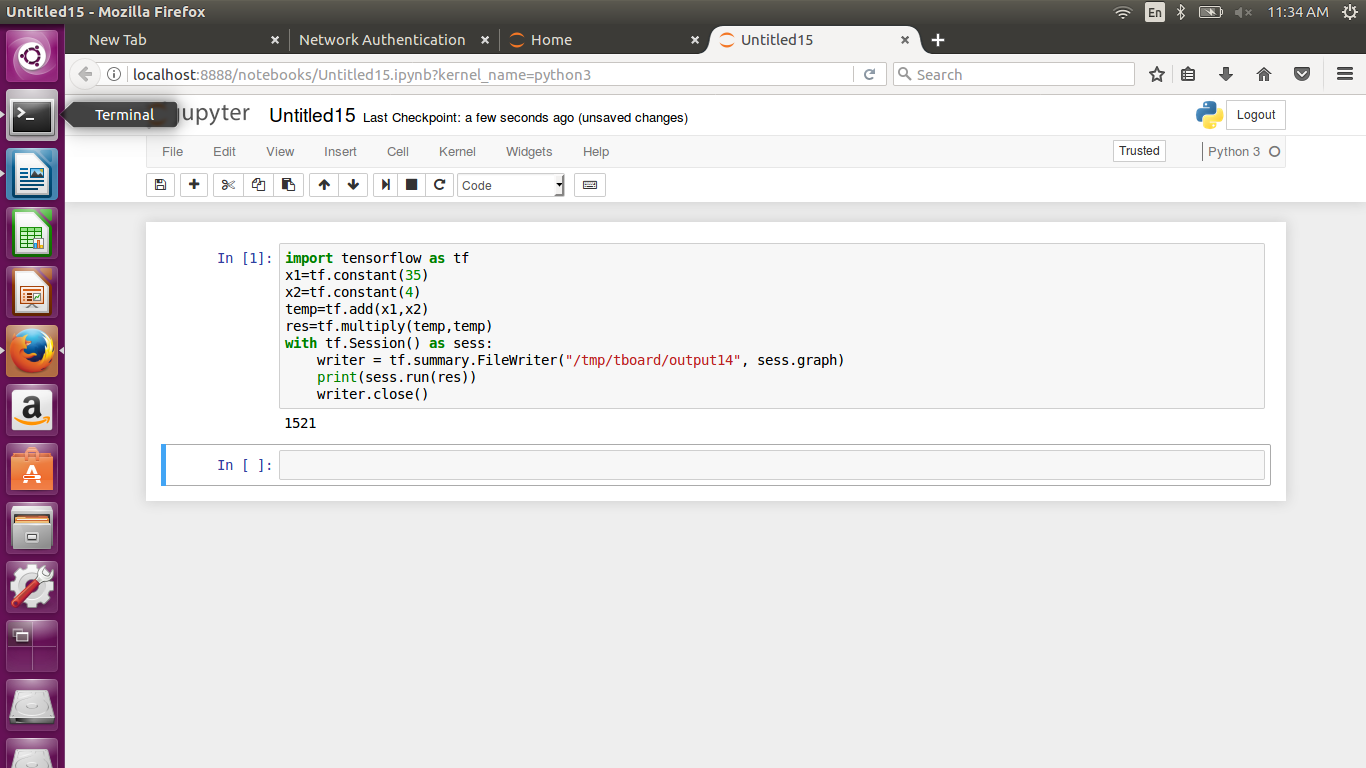 Untitled15 - Mozilla Firefox
En
11:34 AM
New Tab
Network Authentication
Home
Untitled15
localhost:8888/notebooks/Untitled15.ipynb?kernel_name=python3
Search
Terminal
jupyter
Untitled15 Last Checkpoint: a few seconds ago (unsaved changes)
Logout
File Edit View Insert Cell Kernel Widgets Help
Trusted
Python 3
Code
In [1]:
import tensorflow as tf
x1=tf.constant(35)
x2=tf.constant(4)
temp=tf.add(x1,x2)
res=tf.multiply(temp,temp)
with tf.Session() as sess:
    writer = tf.summary.FileWriter("/tmp/tboard/output14", sess.graph)
    print(sess.run(res))
    writer.close()
1521
In [ ]: